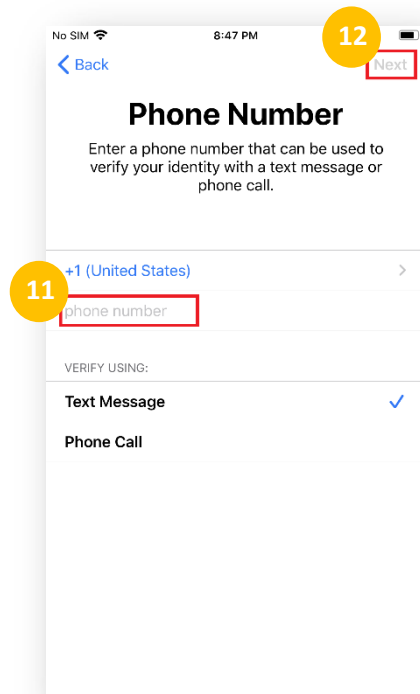 No SIM 8:47 PM
12
Back Next
Phone Number
Enter a phone number that can be used to
verify your identity with a text message or
phone call.
+1 (United States)
11
phone number
VERIFY USING:
Text Message
Phone Call